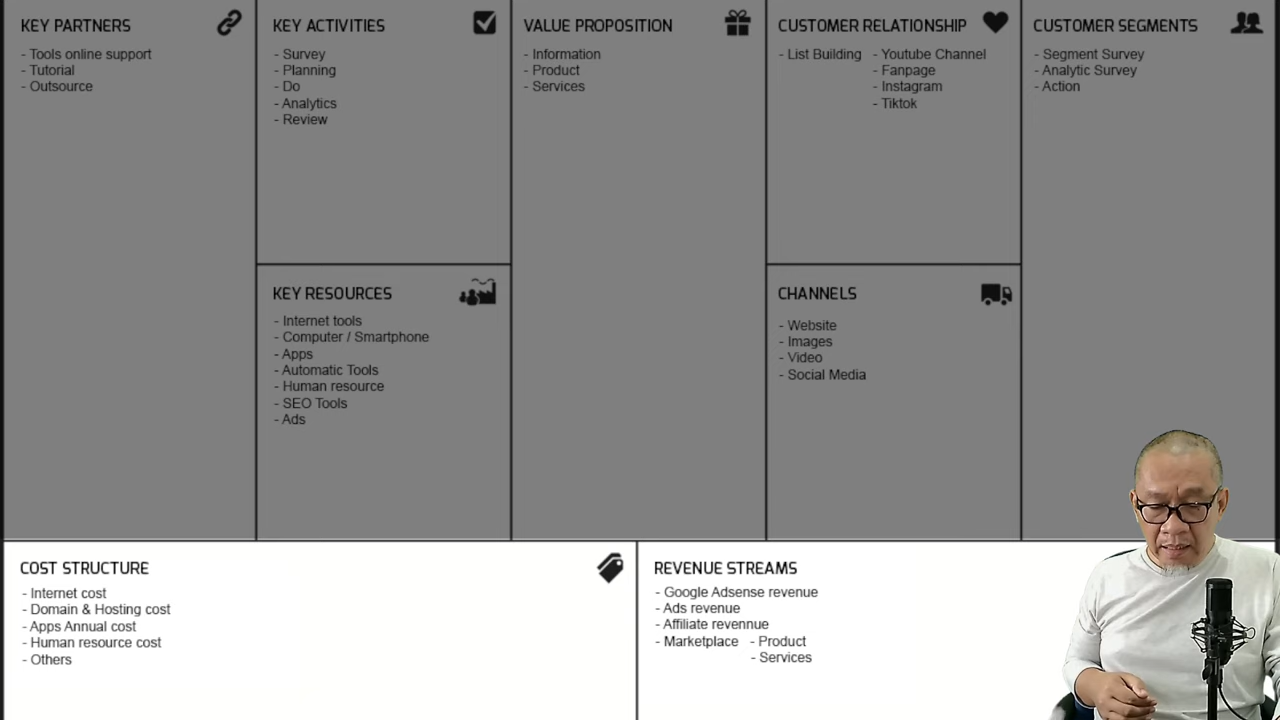 KEY PARTNERS
- Tools online support
- Tutorial
- Outsource
KEY ACTIVITIES
- Survey
- Planning
- Do
- Analytics
- Review
KEY RESOURCES
- Internet tools
- Computer / Smartphone
- Apps
- Automatic Tools
- Human resource
- SEO Tools
- Ads
VALUE PROPOSITION
- Information
- Product
- Services
CUSTOMER RELATIONSHIP
- List Building - Youtube Channel
- Fanpage
- Instagram
- Tiktok
CHANNELS
- Website
- Images
- Video
- Social Media
CUSTOMER SEGMENTS
- Segment Survey
- Analytic Survey
- Action
COST STRUCTURE
- Internet cost
- Domain & Hosting cost
- Apps Annual cost
- Human resource cost
- Others
REVENUE STREAMS
- Google Adsense revenue
- Ads revenue
- Affiliate revennue
- Marketplace - Product
- Services